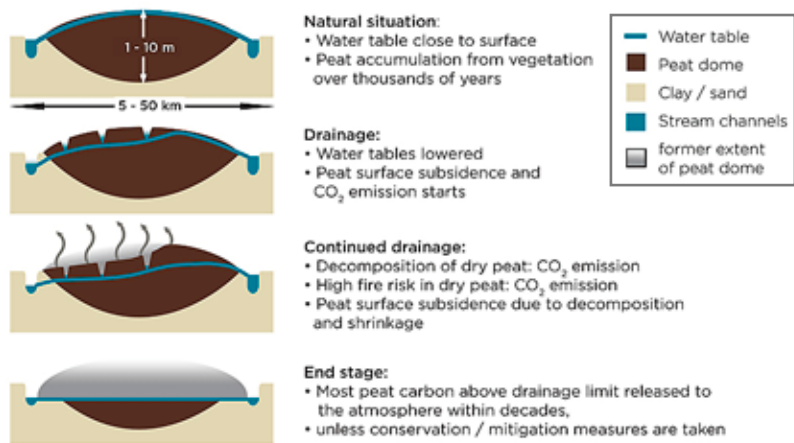 1 - 10 m
5 - 50 km
Natural situation:
• Water table close to surface
• Peat accumulation from vegetation
over thousands of years
Drainage:
• Water tables lowered
• Peat surface subsidence and
CO₂ emission starts
Continued drainage:
• Decomposition of dry peat: CO₂ emission
• High fire risk in dry peat: CO₂ emission
• Peat surface subsidence due to decomposition
and shrinkage
End stage:
• Most peat carbon above drainage limit released to
the atmosphere within decades,
• unless conservation / mitigation measures are taken
Water table
Peat dome
Clay / sand
Stream channels
former extent
of peat dome